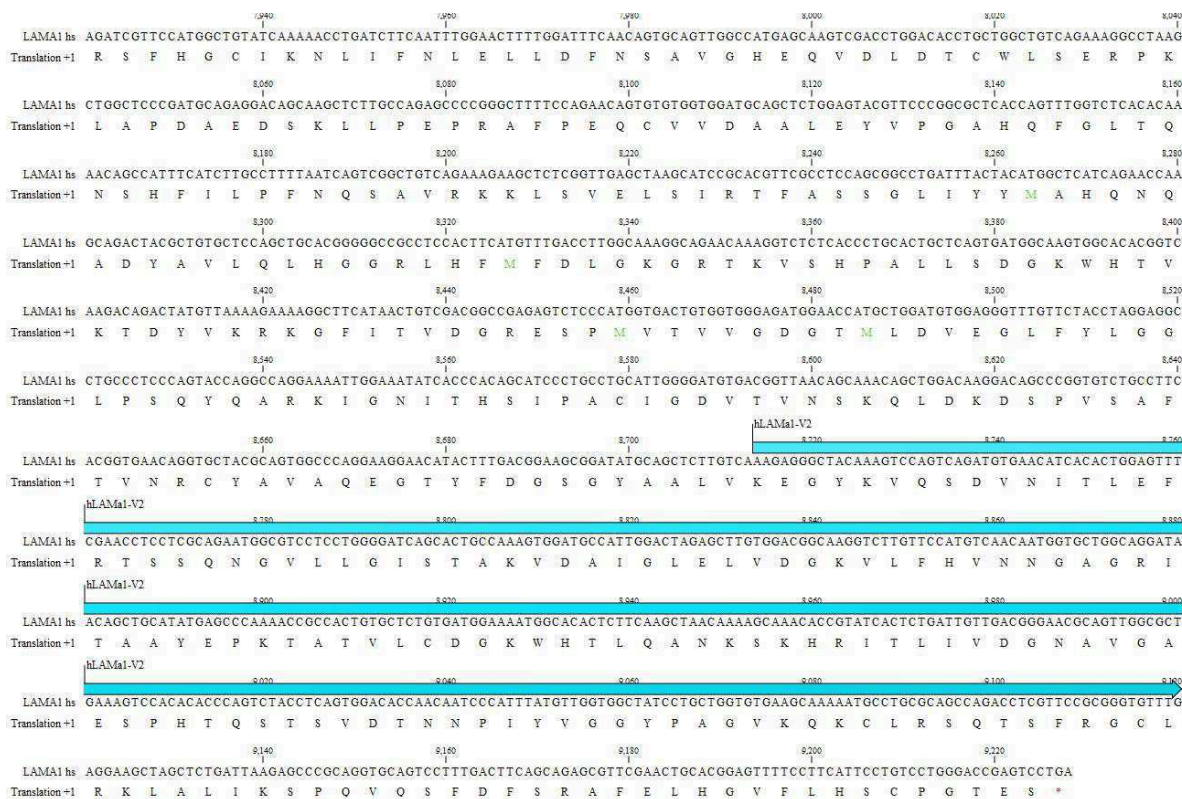 7,940 7,960 7,980 8,000 8,020 8,040
LAMA1 hs AGATCGTTCCATGGCTGTATCAAAAACCTGATCTTCAATTTGGAACTTTTGGATTTCAACAGTGCAGTTGGCCATGAGCAAGTCGACCTGGACACCTGCTGGCTGTCAGAAAGGCCTAAG
Translation +1 R S F H G C I K N L I F N L E L L D F N S A V G H E Q V D L D T C W L S E R P K
8,060 8,080 8,100 8,120 8,140 8,160
LAMA1 hs CTGGCTCCCGATGCAGAGGACAGCAAGCTCTTGCCAGAGCCCCGGGCTTTTCCAGAACAGTGTGTGGTGGATGCAGCTCTGGAGTACGTTCCCGGCGCTCACCAGTTTGGTCTCACACAA
Translation +1 L A P D A E D S K L L P E P R A F P E Q C V V D A A L E Y V P G A H Q F G L T Q
8,180 8,200 8,220 8,240 8,260 8,280
LAMA1 hs AACAGCCATTTCATCTTGCCTTTTAATCAGTCGGCTGTCAGAAAGAAGCTCTCGGTTGAGCTAAGCATCCGCACGTTCGCCTCCAGCGGCCTGATTTACTACATGGCTCATCAGAACCAA
Translation +1 N S H F I L P F N Q S A V R K K L S V E L S I R T F A S S G L I Y Y M A H Q N Q
8,300 8,320 8,340 8,360 8,380 8,400
LAMA1 hs GCAGACTACGCTGTGCTCCAGCTGCACGGGGGCCGCCTCCACTTCATGTTTGACCTTGGCAAAGGCAGAACAAAGGTCTCTCACCCTGCACTGCTCAGTGATGGCAAGTGGCACACGGTC
Translation +1 A D Y A V L Q L H G G R L H F M F D L G K G R T K V S H P A L L S D G K W H T V
8,420 8,440 8,460 8,480 8,500 8,520
LAMA1 hs AAGACAGACTATGTTAAAAGAAAAGGCTTCATAACTGTCGACGGCCGAGAGTCTCCCATGGTGACTGTGGTGGGAGATGGAACCATGCTGGATGTGGAGGGTTTGTTCTACCTAGGAGGC
Translation +1 K T D Y V K R K G F I T V D G R E S P M V T V V G D G T M L D V E G L F Y L G G
8,540 8,560 8,580 8,600 8,620 8,640
LAMA1 hs CTGCCCTCCCAGTACCAGGCCAGGAAAATTGGAAATATCACCCACAGCATCCCTGCCTGCATTGGGGATGTGACGGTTAACAGCAAACAGCTGGACAAGGACAGCCCGGTGTCTGCCTTC
Translation +1 L P S Q Y Q A R K I G N I T H S I P A C I G D V T V N S K Q L D K D S P V S A F
hLAMa1-V2
8,660 8,680 8,700 8,720 8,740 8,760
LAMA1 hs ACGGTGAACAGGTGCTACGCAGTGGCCCAGGAAGGAACATACTTTGACGGAAGCGGATATGCAGCTCTTGTCAAAGAGGGCTACAAAGTCCAGTCAGATGTGAACATCACACTGGAGTTT
Translation +1 T V N R C Y A V A Q E G T Y F D G S G Y A A L V K E G Y K V Q S D V N I T L E F
hLAMa1-V2
8,780 8,800 8,820 8,840 8,860 8,880
LAMA1 hs CGAACCTCCTCGCAGAATGGCGTCCTCCTGGGGATCAGCACTGCCAAAGTGGATGCCATTGGACTAGAGCTTGTGGACGGCAAGGTCTTGTTCCATGTCAACAATGGTGCTGGCAGGATA
Translation +1 R T S S Q N G V L L G I S T A K V D A I G L E L V D G K V L F H V N N G A G R I
hLAMa1-V2
8,900 8,920 8,940 8,960 8,980 9,000
LAMA1 hs ACAGCTGCATATGAGCCCAAAACCGCCACTGTGCTCTGTGATGGAAAATGGCACACTCTTCAAGCTAACAAAAGCAAACACCGTATCACTCTGATTGTTGACGGGAACGCAGTTGGCGCT
Translation +1 T A A Y E P K T A T V L C D G K W H T L Q A N K S K H R I T L I V D G N A V G A
hLAMa1-V2
9,020 9,040 9,060 9,080 9,100 9,120
LAMA1 hs GAAAGTCCACACACCCAGTCTACCTCAGTGGACACCAACAATCCCATTTATGTTGGTGGCTATCCTGCTGGTGTGAAGCAAAAATGCCTGCGCAGCCAGACCTCGTTCCGCGGGTGTTTG
Translation +1 E S P H T Q S T S V D T N N P I Y V G G Y P A G V K Q K C L R S Q T S F R G C L
9,140 9,160 9,180 9,200 9,220
LAMA1 hs AGGAAGCTAGCTCTGATTAAGAGCCCGCAGGTGCAGTCCTTTGACTTCAGCAGAGCGTTCGAACTGCACGGAGTTTTCCTTCATTCCTGTCCTGGGACCGAGTCCTGA
Translation +1 R K L A L I K S P Q V Q S F D F S R A F E L H G V F L H S C P G T E S *